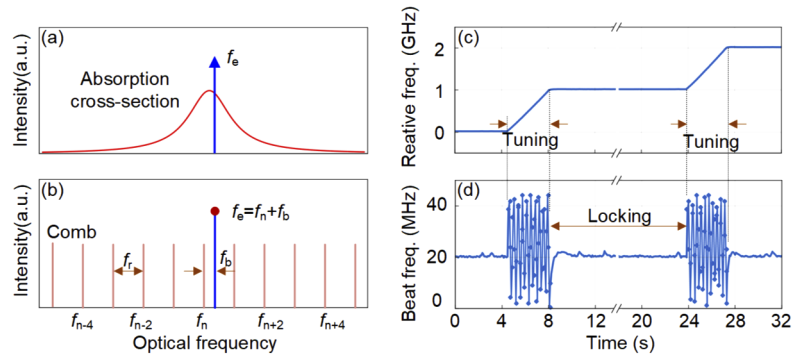 (a)
Intensity(a.u.)
Absorption
cross-section
fe
(b)
Intensity(a.u.)
Comb
fe=fn+fb
fr
fb
fn-4
fn-2
fn
fn+2
fn+4
Optical frequency
(c)
Reative freq. (GHz)
2
1
0
Tuning
Tuning
(d)
Beat freq. (MHz)
40
20
0
Locking
0
4
8
12
24
28
32
Time (s)